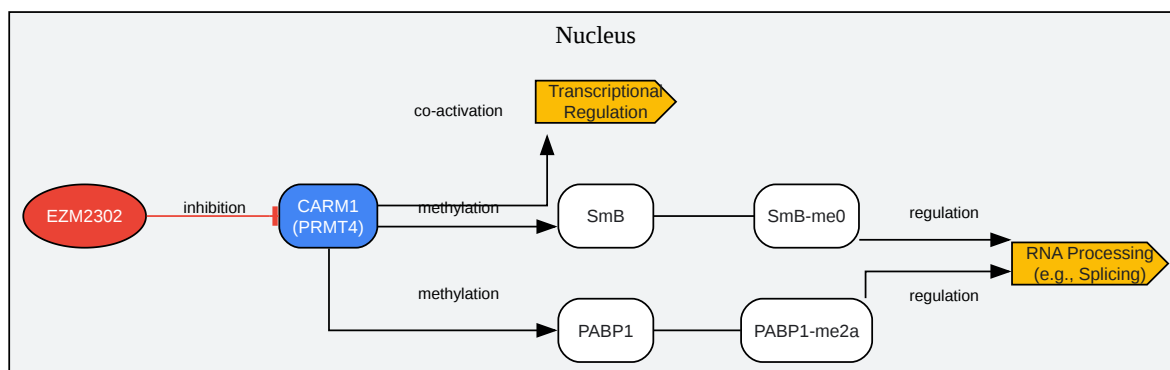 Nucleus
co-activation
Transcriptional
Regulation
EZM2302
inhibition
CARM1
(PRMT4)
methylation
SmB
SmB-me0
regulation
RNA Processing
(e.g., Splicing)
methylation
PABP1
PABP1-me2a
regulation